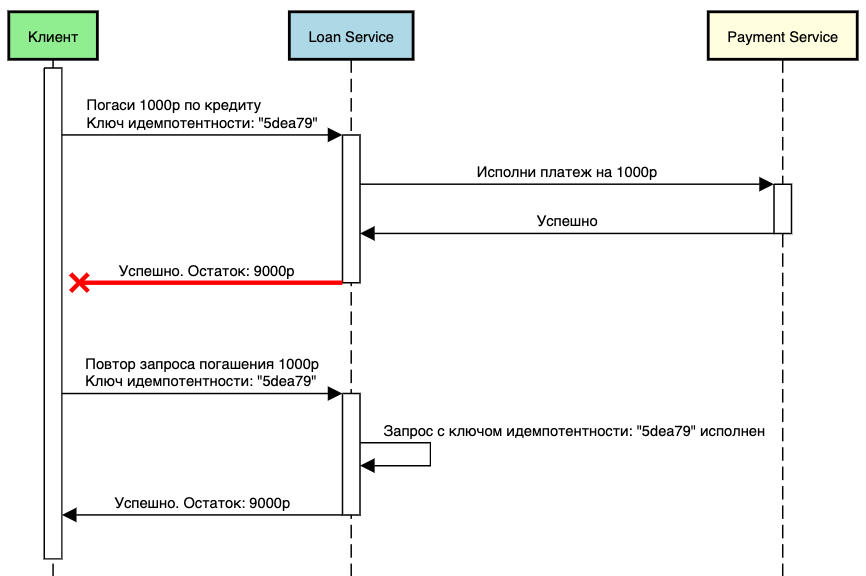 Клиент
Loan Service
Payment Service
Погаси 1000р по кредиту
Ключ идемпотентности: "5dea79"
Исполни платеж на 1000р
Успешно
Успешно. Остаток: 9000р
Повтор запроса погашения 1000р
Ключ идемпотентности: "5dea79"
Запрос с ключом идемпотентности: "5dea79" исполнен
Успешно. Остаток: 9000р